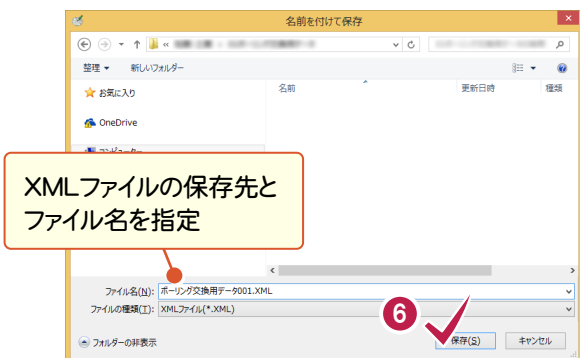 名前を付けて保存
«
整理 新しいフォルダー
名前 更新日時 種類
お気に入り
OneDrive
XMLファイルの保存先と
ファイル名を指定
ファイル名(N): ボーリング交換用データ001.XML
ファイルの種類(T): XMLファイル(*.XML)
6
フォルダーの非表示 保存(S) キャンセル